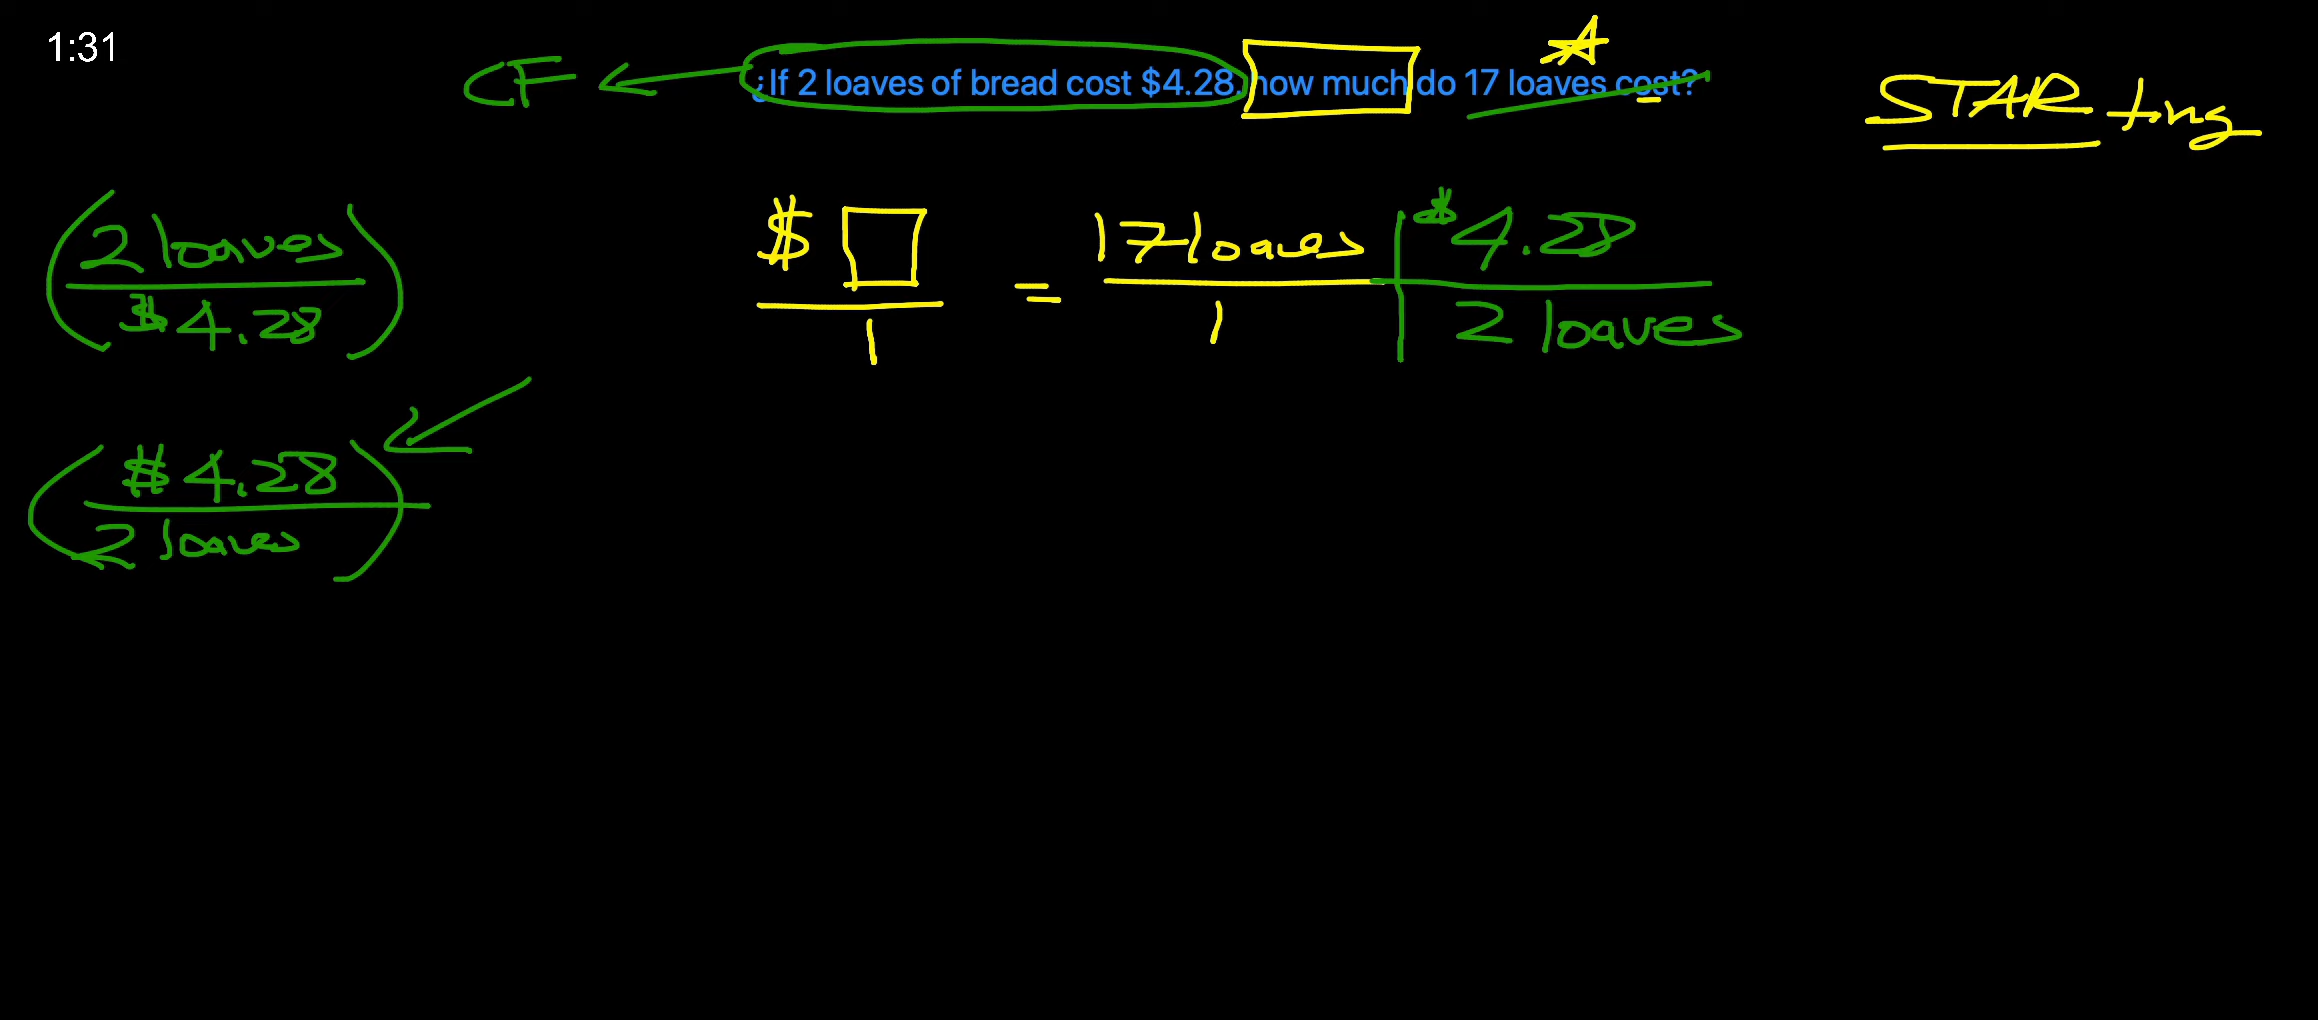 1:31
CF
¿If 2 loaves of bread cost $4.28, how much do 17 loaves cost?
STARting
2 loaves
$4.28
$ □ = 17 loaves $4.28
1 1 2 loaves
$4.28
2 loaves